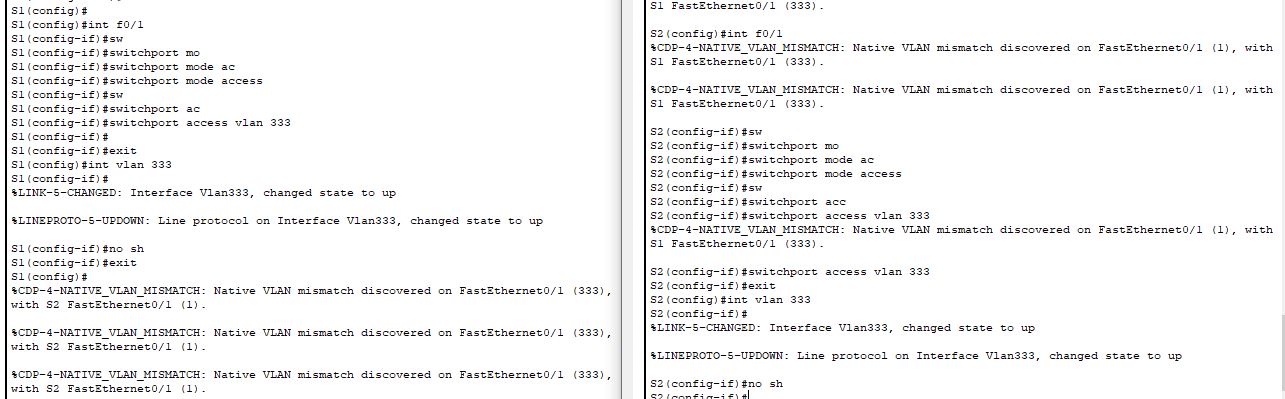 S1(config)#
S1(config)#int f0/1
S1(config-if)#sw
S1(config-if)#switchport mo
S1(config-if)#switchport mode ac
S1(config-if)#switchport mode access
S1(config-if)#sw
S1(config-if)#switchport ac
S1(config-if)#switchport access vlan 333
S1(config-if)#
S1(config-if)#exit
S1(config)#int vlan 333
S1(config-if)#
%LINK-5-CHANGED: Interface Vlan333, changed state to up
%LINEPROTO-5-UPDOWN: Line protocol on Interface Vlan333, changed state to up
S1(config-if)#no sh
S1(config-if)#exit
S1(config)#
%CDP-4-NATIVE_VLAN_MISMATCH: Native VLAN mismatch discovered on FastEthernet0/1 (333),
with S2 FastEthernet0/1 (1).
%CDP-4-NATIVE_VLAN_MISMATCH: Native VLAN mismatch discovered on FastEthernet0/1 (333),
with S2 FastEthernet0/1 (1).
%CDP-4-NATIVE_VLAN_MISMATCH: Native VLAN mismatch discovered on FastEthernet0/1 (333),
with S2 FastEthernet0/1 (1).
S1 FastEthernet0/1 (333).
S2(config)#int f0/1
%CDP-4-NATIVE_VLAN_MISMATCH: Native VLAN mismatch discovered on FastEthernet0/1 (1), with
S1 FastEthernet0/1 (333).
%CDP-4-NATIVE_VLAN_MISMATCH: Native VLAN mismatch discovered on FastEthernet0/1 (1), with
S1 FastEthernet0/1 (333).
S2(config-if)#sw
S2(config-if)#switchport mo
S2(config-if)#switchport mode ac
S2(config-if)#switchport mode access
S2(config-if)#sw
S2(config-if)#switchport acc
S2(config-if)#switchport access vlan 333
%CDP-4-NATIVE_VLAN_MISMATCH: Native VLAN mismatch discovered on FastEthernet0/1 (1), with
S1 FastEthernet0/1 (333).
S2(config-if)#switchport access vlan 333
S2(config-if)#exit
S2(config)#int vlan 333
S2(config-if)#
%LINK-5-CHANGED: Interface Vlan333, changed state to up
%LINEPROTO-5-UPDOWN: Line protocol on Interface Vlan333, changed state to up
S2(config-if)#no sh
S2(config-if)#